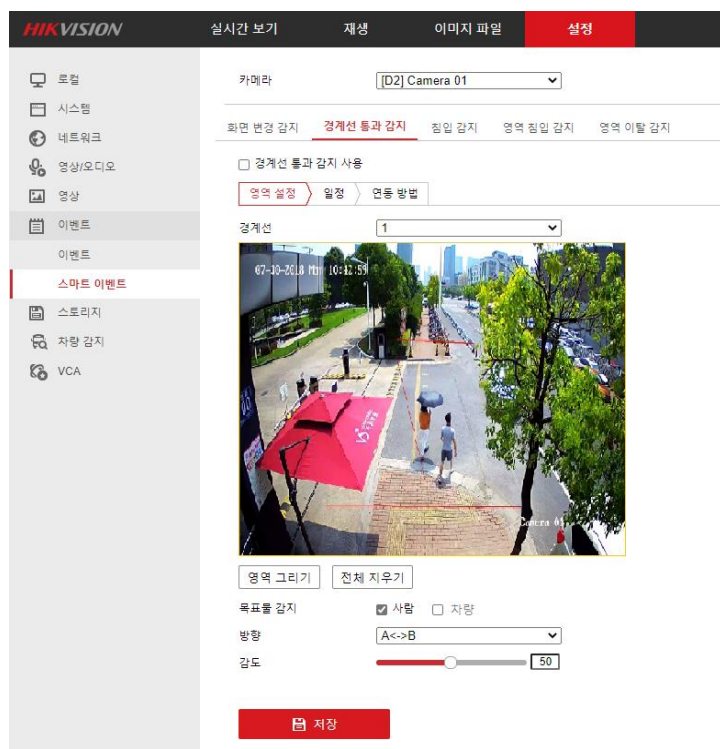 HIKVISION 실시간 보기 재생 이미지 파일 설정
로컬
시스템
네트워크
영상/오디오
영상
이벤트
이벤트
스마트 이벤트
스토리지
차량 감지
VCA
카메라 [D2] Camera 01
화면 변경 감지 경계선 통과 감지 침입 감지 영역 침입 감지 영역 이탈 감지
경계선 통과 감지 사용
영역 설정 일정 연동 방법
경계선 1
07-30-2018 Mon 10:42:59
Camera 01
영역 그리기 전체 지우기
목표물 감지 사람 차량
방향 A<->B
감도 50
저장